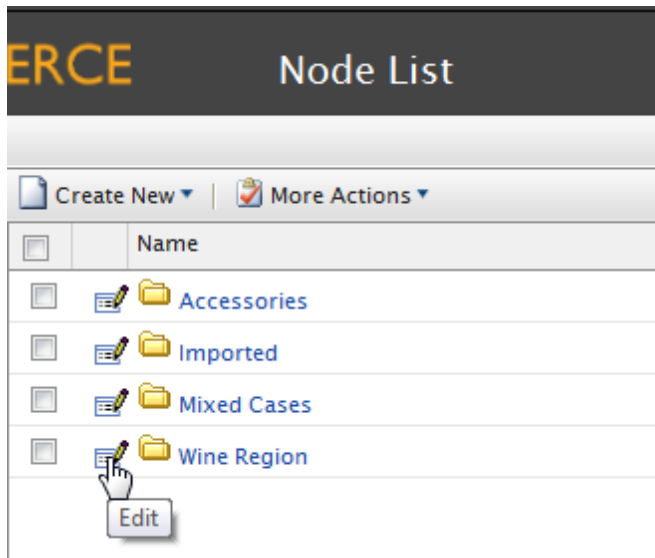 ERCE Node List
Create New More Actions
Name
Accessories
Imported
Mixed Cases
Wine Region
Edit